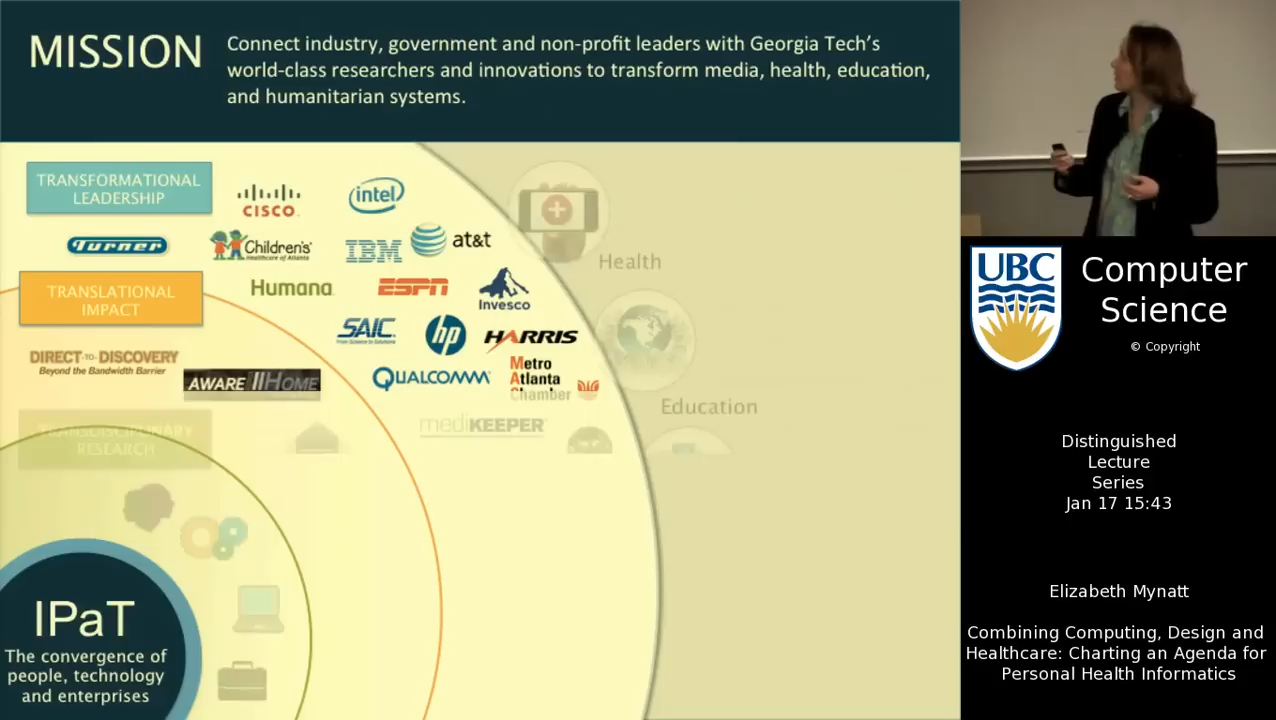 MISSION
Connect industry, government and non-profit leaders with Georgia Tech's
world-class researchers and innovations to transform media, health, education,
and humanitarian systems.
TRANSFORMATIONAL
LEADERSHIP
CISCO
intel
Turner
Children's
Healthcare of Atlanta
IBM
at&t
Humana
ESPN
Invesco
TRANSLATIONAL
IMPACT
SAIC
From Science to Solutions
hp
HARRIS
DIRECT-TO-DISCOVERY
Beyond the Bandwidth Barrier
AWARE HOME
QUALCOMM
Metro
Atlanta
Chamber
TRANSDISCIPLINARY
RESEARCH
mediKEEPER
Health
Education
IPaT
The convergence of
people, technology
and enterprises
UBC
Computer
Science
© Copyright
Distinguished
Lecture
Series
Jan 17 15:43
Elizabeth Mynatt
Combining Computing, Design and
Healthcare: Charting an Agenda for
Personal Health Informatics